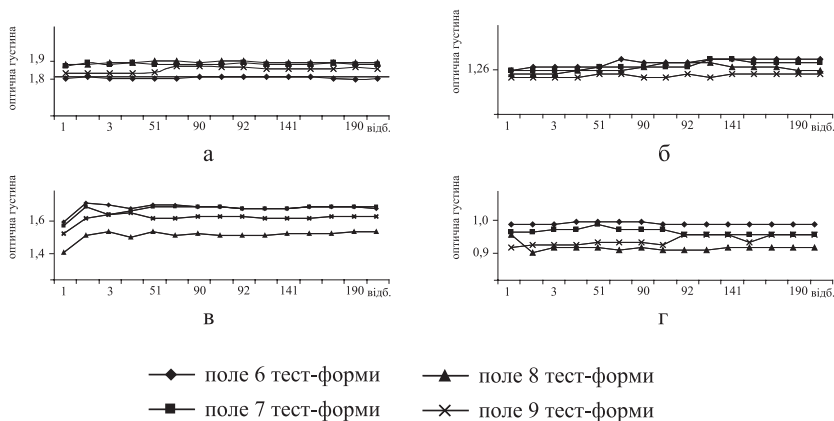 оптична густина
1,9
1,8
1 3 51 90 92 141 190 відб.
а
оптична густина
1,26
1 3 51 90 92 141 190 відб.
б
оптична густина
1,6
1,4
1 3 51 90 92 141 190 відб.
в
оптична густина
1,0
0,9
1 3 51 90 92 141 190 відб.
г
поле 6 тест-форми
поле 8 тест-форми
поле 7 тест-форми
поле 9 тест-форми